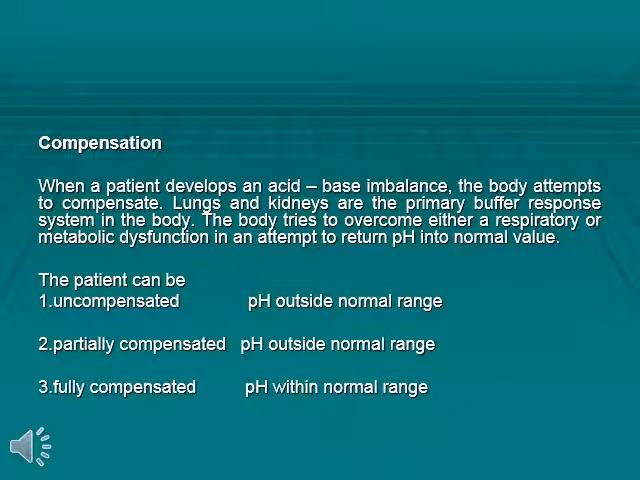 Compensation
When a patient develops an acid – base imbalance, the body attempts
to compensate. Lungs and kidneys are the primary buffer response
system in the body. The body tries to overcome either a respiratory or
metabolic dysfunction in an attempt to return pH into normal value.
The patient can be
1.uncompensated pH outside normal range
2.partially compensated pH outside normal range
3.fully compensated pH within normal range